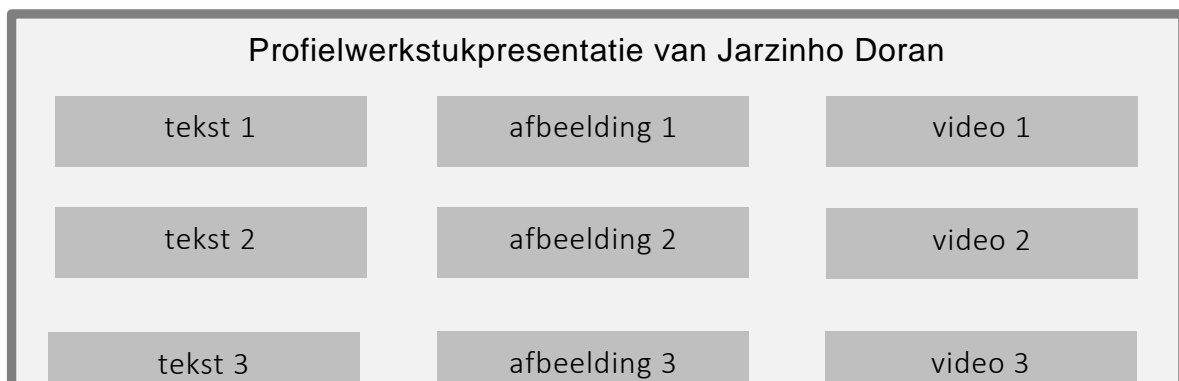 Profielwerkstukpresentatie van Jarzinho Doran
tekst 1 afbeelding 1 video 1
tekst 2 afbeelding 2 video 2
tekst 3 afbeelding 3 video 3